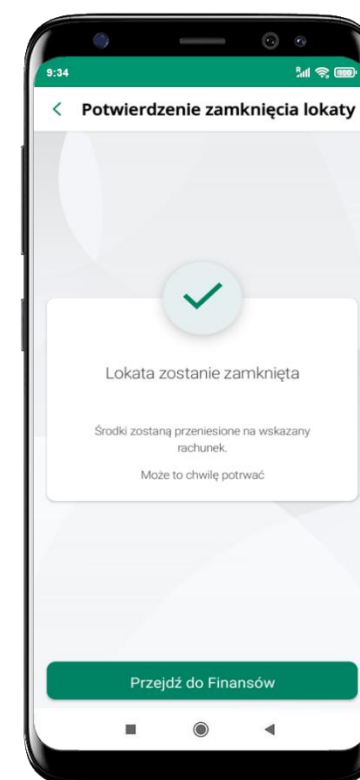 9:34
Potwierdzenie zamknięcia lokaty
Lokata zostanie zamknięta
Środki zostaną przeniesione na wskazany
rachunek.
Może to chwilę potrwać
Przejdź do Finansów